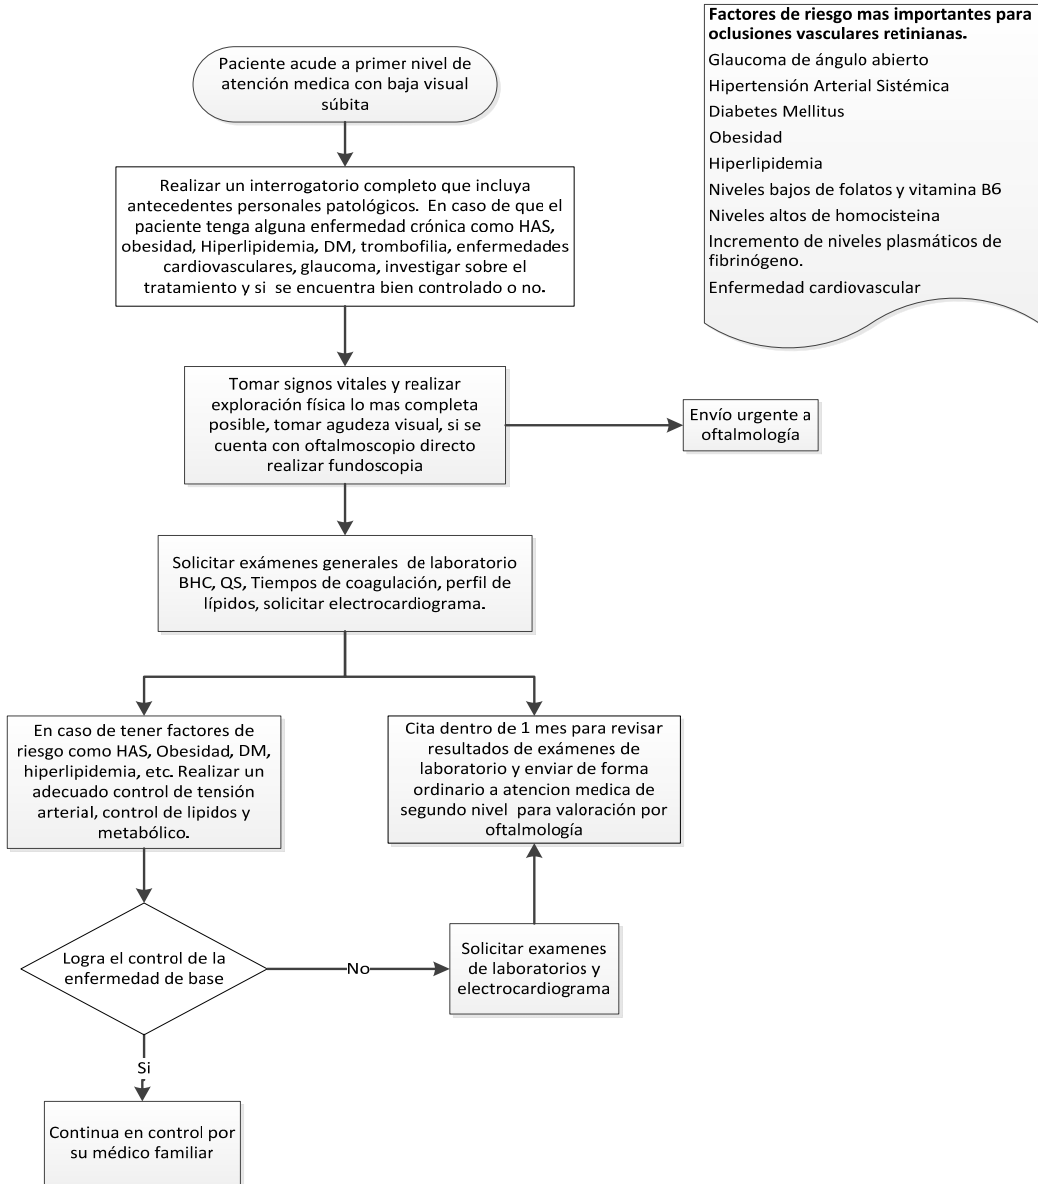 Factores de riesgo mas importantes para
oclusiones vasculares retinianas.
Glaucoma de ángulo abierto
Hipertensión Arterial Sistémica
Diabetes Mellitus
Obesidad
Hiperlipidemia
Niveles bajos de folatos y vitamina B6
Niveles altos de homocisteina
Incremento de niveles plasmáticos de
fibrinógeno.
Enfermedad cardiovascular
Paciente acude a primer nivel de
atención medica con baja visual
súbita
Realizar un interrogatorio completo que incluya
antecedentes personales patológicos. En caso de que el
paciente tenga alguna enfermedad crónica como HAS,
obesidad, Hiperlipidemia, DM, trombofilia, enfermedades
cardiovasculares, glaucoma, investigar sobre el
tratamiento y si se encuentra bien controlado o no.
Tomar signos vitales y realizar
exploración física lo mas completa
posible, tomar agudeza visual, si se
cuenta con oftalmoscopio directo
realizar fundoscopia
Envío urgente a
oftalmología
Solicitar exámenes generales de laboratorio
BHC, QS, Tiempos de coagulación, perfil de
lípidos, solicitar electrocardiograma.
En caso de tener factores de
riesgo como HAS, Obesidad, DM,
hiperlipidemia, etc. Realizar un
adecuado control de tensión
arterial, control de lipidos y
metabólico.
Cita dentro de 1 mes para revisar
resultados de exámenes de
laboratorio y enviar de forma
ordinario a atencion medica de
segundo nivel para valoración por
oftalmología
Logra el control de la
enfermedad de base
No
Solicitar examenes
de laboratorios y
electrocardiograma
Si
Continua en control por
su médico familiar